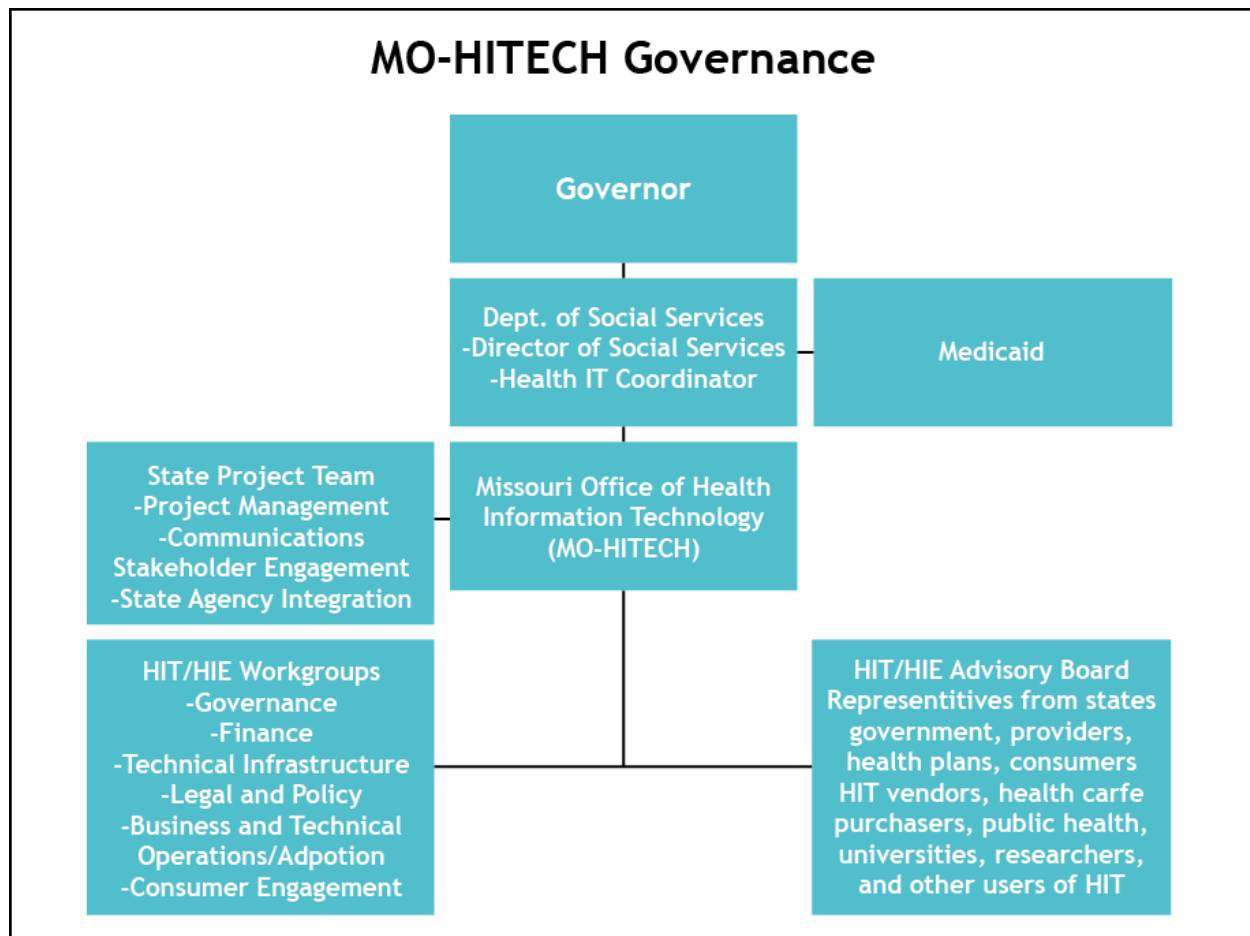 MO-HITECH Governance
Governor
Dept. of Social Services
-Director of Social Services
-Health IT Coordinator
Medicaid
State Project Team
-Project Management
-Communications
Stakeholder Engagement
-State Agency Integration
Missouri Office of Health
Information Technology
(MO-HITECH)
HIT/HIE Workgroups
-Governance
-Finance
-Technical Infrastructure
-Legal and Policy
-Business and Technical
Operations/Adpotion
-Consumer Engagement
HIT/HIE Advisory Board
Representitives from states
government, providers,
health plans, consumers
HIT vendors, health carfe
purchasers, public health,
universities, researchers,
and other users of HIT